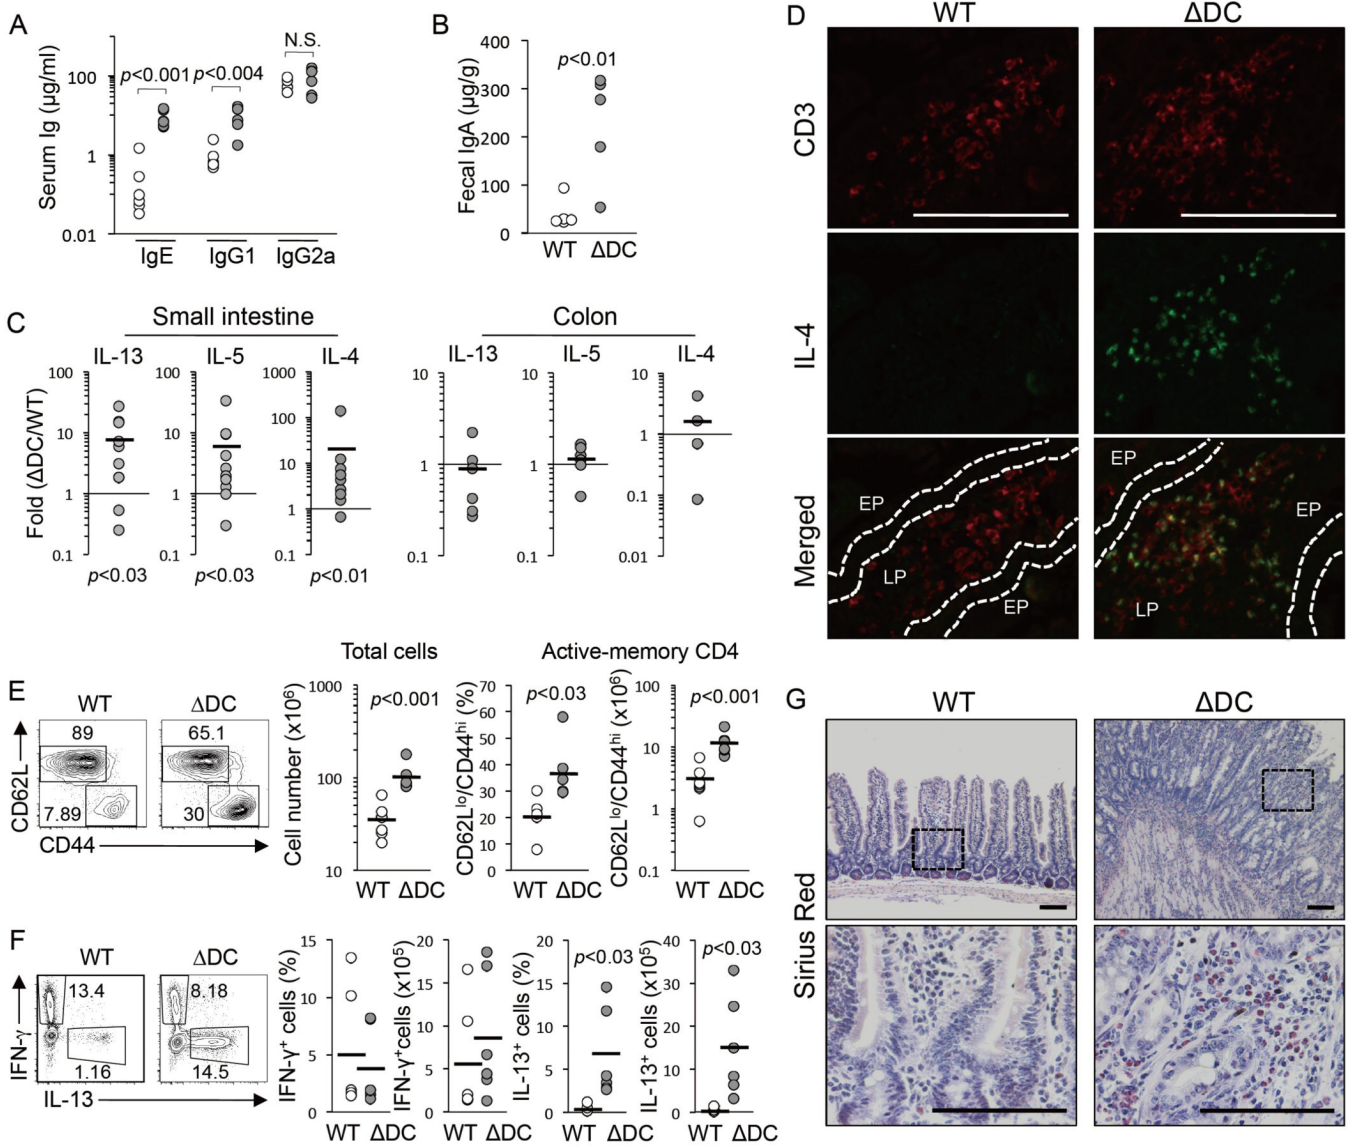 A
Serum Ig (µg/ml)
100
1
0.01
p<0.001
p<0.004
N.S.
IgE
IgG1
IgG2a
B
Fecal IgA (µg/g)
400
300
200
100
0
p<0.01
WT
ΔDC
C
Small intestine
Colon
Fold (ΔDC/WT)
IL-13
100
10
1
0.1
p<0.03
IL-5
100
10
1
0.1
p<0.03
IL-4
1000
100
10
1
0.1
p<0.01
IL-13
10
1
0.1
IL-5
10
1
0.1
IL-4
10
1
0.1
0.01
D
WT
ΔDC
CD3
IL-4
Merged
EP
LP
EP
EP
LP
EP
E
WT
ΔDC
89
7.89
65.1
30
CD62L
CD44
Total cells
Cell number (x10⁶)
1000
100
10
p<0.001
WT ΔDC
Active-memory CD4
CD62Lˡᵒ/CD44ʰⁱ (%)
70
60
50
40
30
20
10
0
p<0.03
WT ΔDC
CD62Lˡᵒ/CD44ʰⁱ (x10⁶)
100
10
1
0.1
p<0.001
WT ΔDC
F
WT
ΔDC
13.4
1.16
8.18
14.5
IFN-γ
IL-13
IFN-γ⁺ cells (%)
15
10
5
0
WT ΔDC
IFN-γ⁺cells (x10⁵)
20
15
10
5
0
WT ΔDC
IL-13⁺ cells (%)
20
15
10
5
0
p<0.03
WT ΔDC
IL-13⁺ cells (x10⁵)
40
30
20
10
0
p<0.03
WT ΔDC
G
WT
ΔDC
Sirius Red